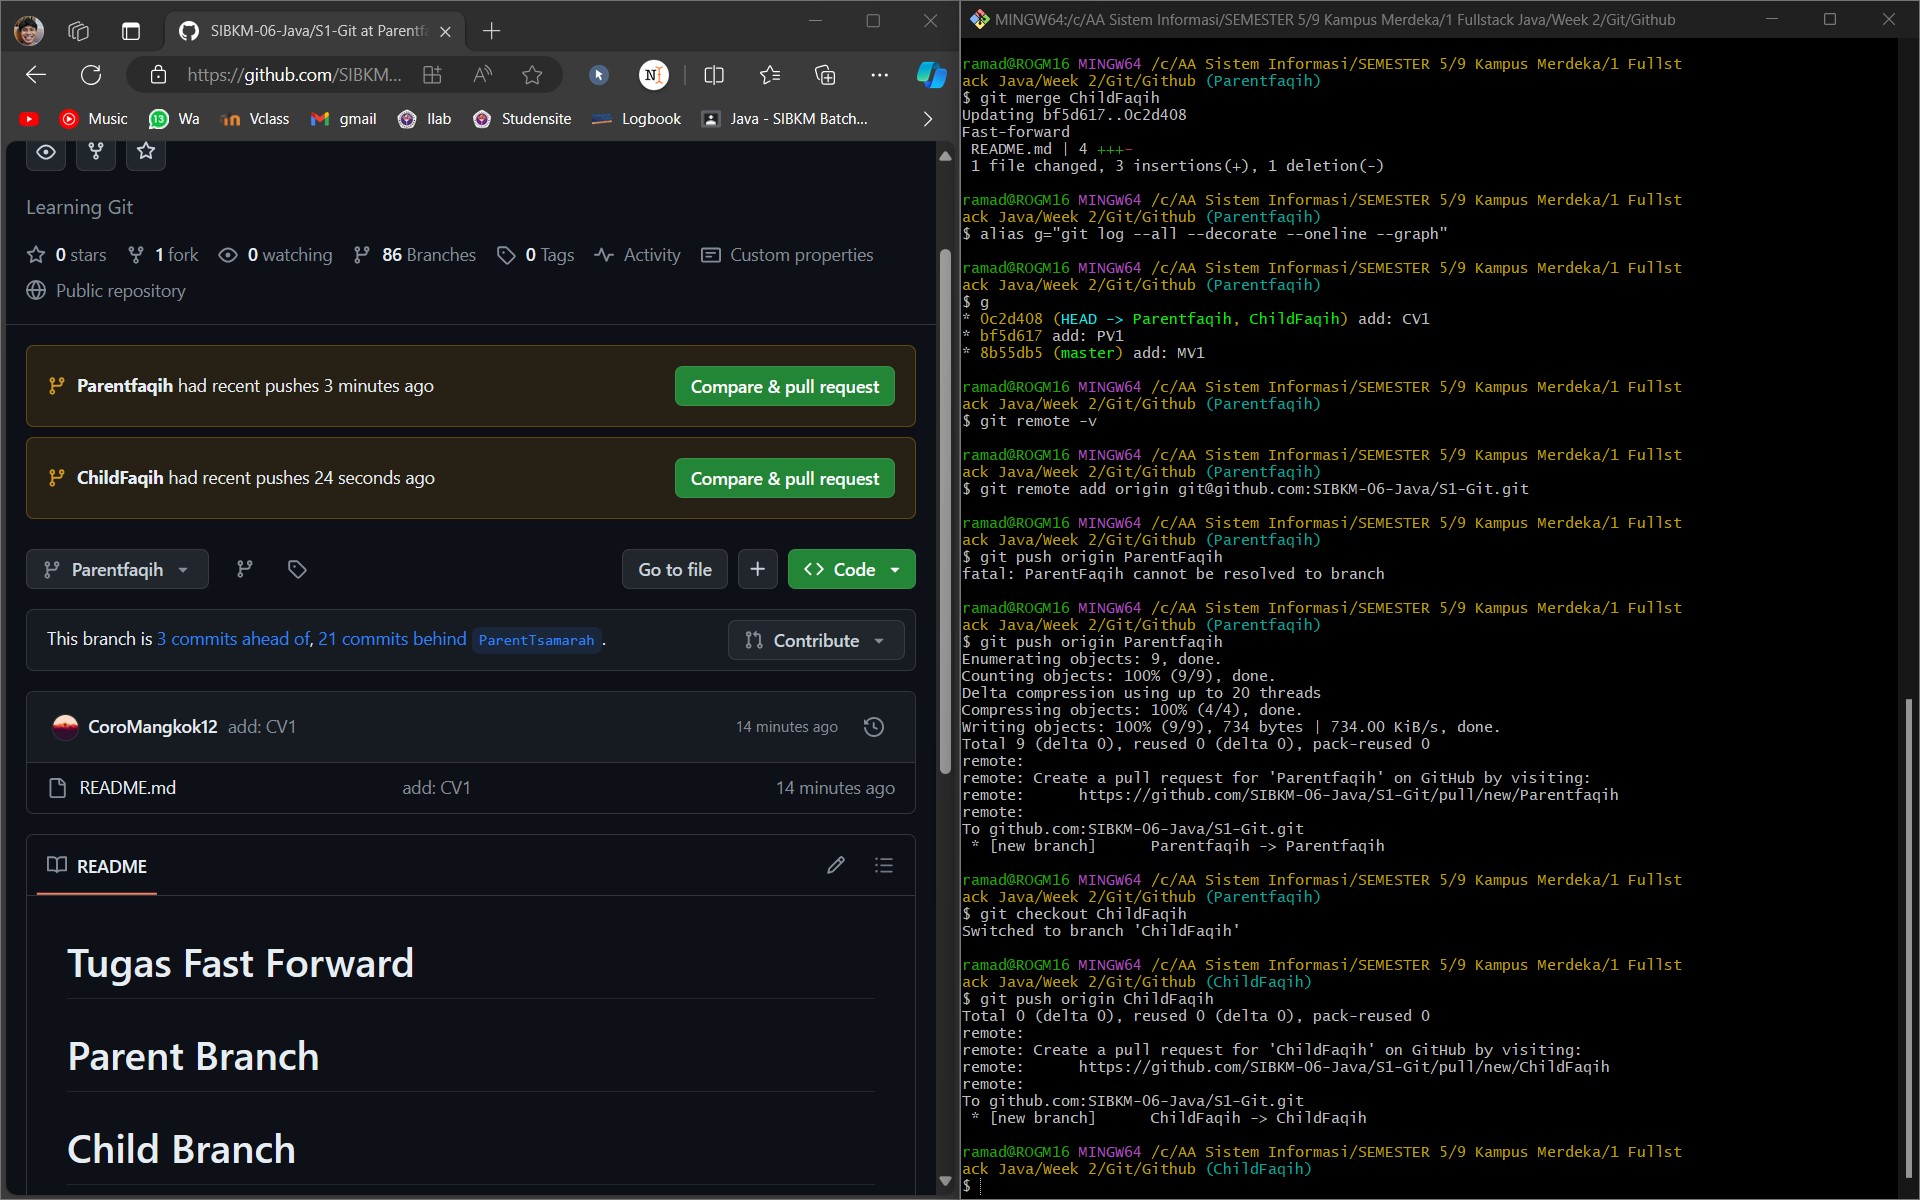 SIBKM-06-Java/S1-Git at Parentfa
https://github.com/SIBKM...
Music
13
Wa
Vclass
gmail
Ilab
Studensite
Logbook
Java - SIBKM Batch...
Learning Git
0 stars
1 fork
0 watching
86 Branches
0 Tags
Activity
Custom properties
Public repository
Parentfaqih had recent pushes 3 minutes ago
Compare & pull request
ChildFaqih had recent pushes 24 seconds ago
Compare & pull request
Parentfaqih
Go to file
+
<> Code
This branch is 3 commits ahead of, 21 commits behind ParentTsamarah .
Contribute
CoroMangkok12 add: CV1
14 minutes ago
README.md
add: CV1
14 minutes ago
README
Tugas Fast Forward
Parent Branch
Child Branch
MINGW64:/c/AA Sistem Informasi/SEMESTER 5/9 Kampus Merdeka/1 Fullstack Java/Week 2/Git/Github
ramad@ROGM16 MINGW64 /c/AA Sistem Informasi/SEMESTER 5/9 Kampus Merdeka/1 Fullst
ack Java/Week 2/Git/Github (Parentfaqih)
$ git merge ChildFaqih
Updating bf5d617..0c2d408
Fast-forward
README.md | 4 +++-
1 file changed, 3 insertions(+), 1 deletion(-)
ramad@ROGM16 MINGW64 /c/AA Sistem Informasi/SEMESTER 5/9 Kampus Merdeka/1 Fullst
ack Java/Week 2/Git/Github (Parentfaqih)
$ alias g="git log --all --decorate --oneline --graph"
ramad@ROGM16 MINGW64 /c/AA Sistem Informasi/SEMESTER 5/9 Kampus Merdeka/1 Fullst
ack Java/Week 2/Git/Github (Parentfaqih)
$ g
* 0c2d408 (HEAD -> Parentfaqih, ChildFaqih) add: CV1
* bf5d617 add: PV1
* 8b55db5 (master) add: MV1
ramad@ROGM16 MINGW64 /c/AA Sistem Informasi/SEMESTER 5/9 Kampus Merdeka/1 Fullst
ack Java/Week 2/Git/Github (Parentfaqih)
$ git remote -v
ramad@ROGM16 MINGW64 /c/AA Sistem Informasi/SEMESTER 5/9 Kampus Merdeka/1 Fullst
ack Java/Week 2/Git/Github (Parentfaqih)
$ git remote add origin git@github.com:SIBKM-06-Java/S1-Git.git
ramad@ROGM16 MINGW64 /c/AA Sistem Informasi/SEMESTER 5/9 Kampus Merdeka/1 Fullst
ack Java/Week 2/Git/Github (Parentfaqih)
$ git push origin ParentFaqih
fatal: ParentFaqih cannot be resolved to branch
ramad@ROGM16 MINGW64 /c/AA Sistem Informasi/SEMESTER 5/9 Kampus Merdeka/1 Fullst
ack Java/Week 2/Git/Github (Parentfaqih)
$ git push origin Parentfaqih
Enumerating objects: 9, done.
Counting objects: 100% (9/9), done.
Delta compression using up to 20 threads
Compressing objects: 100% (4/4), done.
Writing objects: 100% (9/9), 734 bytes | 734.00 KiB/s, done.
Total 9 (delta 0), reused 0 (delta 0), pack-reused 0
remote:
remote: Create a pull request for 'Parentfaqih' on GitHub by visiting:
remote:      https://github.com/SIBKM-06-Java/S1-Git/pull/new/Parentfaqih
remote:
To github.com:SIBKM-06-Java/S1-Git.git
* [new branch]      Parentfaqih -> Parentfaqih
ramad@ROGM16 MINGW64 /c/AA Sistem Informasi/SEMESTER 5/9 Kampus Merdeka/1 Fullst
ack Java/Week 2/Git/Github (Parentfaqih)
$ git checkout ChildFaqih
Switched to branch 'ChildFaqih'
ramad@ROGM16 MINGW64 /c/AA Sistem Informasi/SEMESTER 5/9 Kampus Merdeka/1 Fullst
ack Java/Week 2/Git/Github (ChildFaqih)
$ git push origin ChildFaqih
Total 0 (delta 0), reused 0 (delta 0), pack-reused 0
remote:
remote: Create a pull request for 'ChildFaqih' on GitHub by visiting:
remote:      https://github.com/SIBKM-06-Java/S1-Git/pull/new/ChildFaqih
remote:
To github.com:SIBKM-06-Java/S1-Git.git
* [new branch]      ChildFaqih -> ChildFaqih
ramad@ROGM16 MINGW64 /c/AA Sistem Informasi/SEMESTER 5/9 Kampus Merdeka/1 Fullst
ack Java/Week 2/Git/Github (ChildFaqih)
$